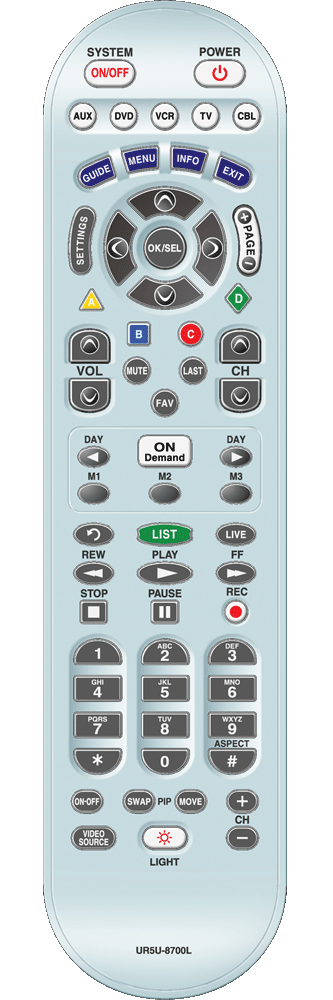 SYSTEM POWER
ON/OFF
AUX DVD VCR TV CBL
GUIDE MENU INFO EXIT
SETTINGS OK/SEL + PAGE −
A D
B C
VOL MUTE LAST CH
FAV
DAY ON DAY
Demand
M1 M2 M3
LIST LIVE
REW PLAY FF
STOP PAUSE REC
1 ABC 2 DEF 3
GHI 4 JKL 5 MNO 6
PQRS 7 TUV 8 WXYZ 9
ASPECT
* 0 #
ON-OFF SWAP PIP MOVE +
CH
VIDEO −
SOURCE
LIGHT
UR5U-8700L